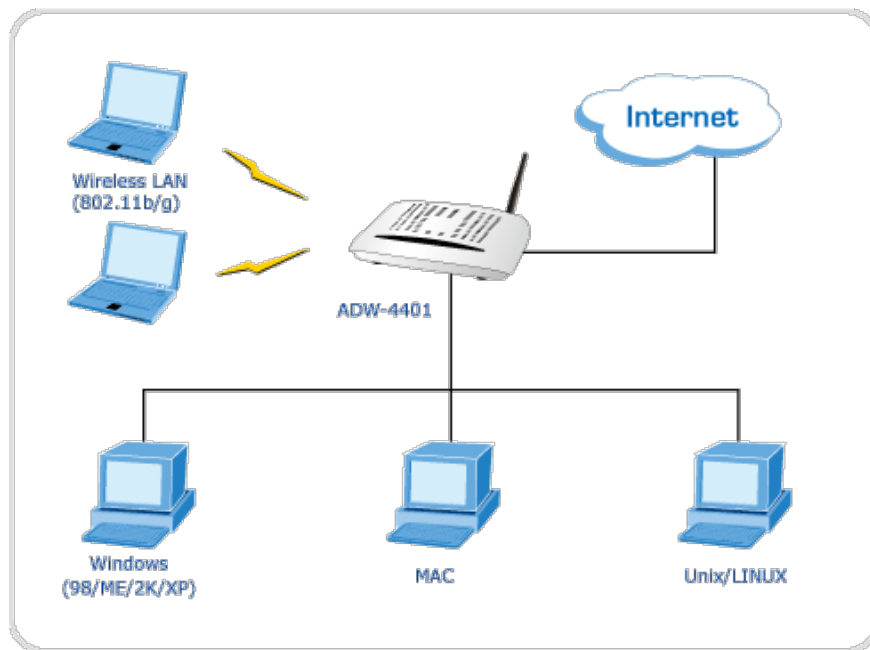 Internet
Wireless LAN
(802.11b/g)
ADW-4401
Windows
(98/ME/2K/XP)
MAC
Unix/LINUX